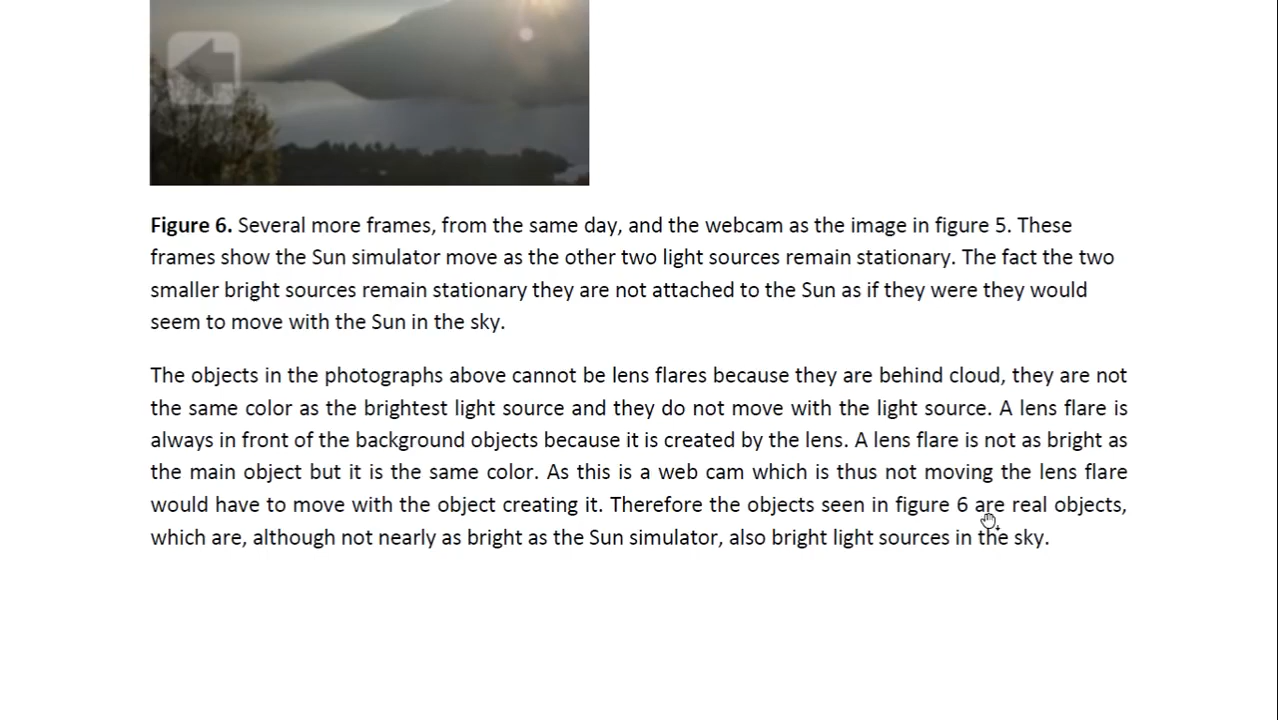 Figure 6. Several more frames, from the same day, and the webcam as the image in figure 5. These
frames show the Sun simulator move as the other two light sources remain stationary. The fact the two
smaller bright sources remain stationary they are not attached to the Sun as if they were they would
seem to move with the Sun in the sky.
The objects in the photographs above cannot be lens flares because they are behind cloud, they are not
the same color as the brightest light source and they do not move with the light source. A lens flare is
always in front of the background objects because it is created by the lens. A lens flare is not as bright as
the main object but it is the same color. As this is a web cam which is thus not moving the lens flare
would have to move with the object creating it. Therefore the objects seen in figure 6 are real objects,
which are, although not nearly as bright as the Sun simulator, also bright light sources in the sky.